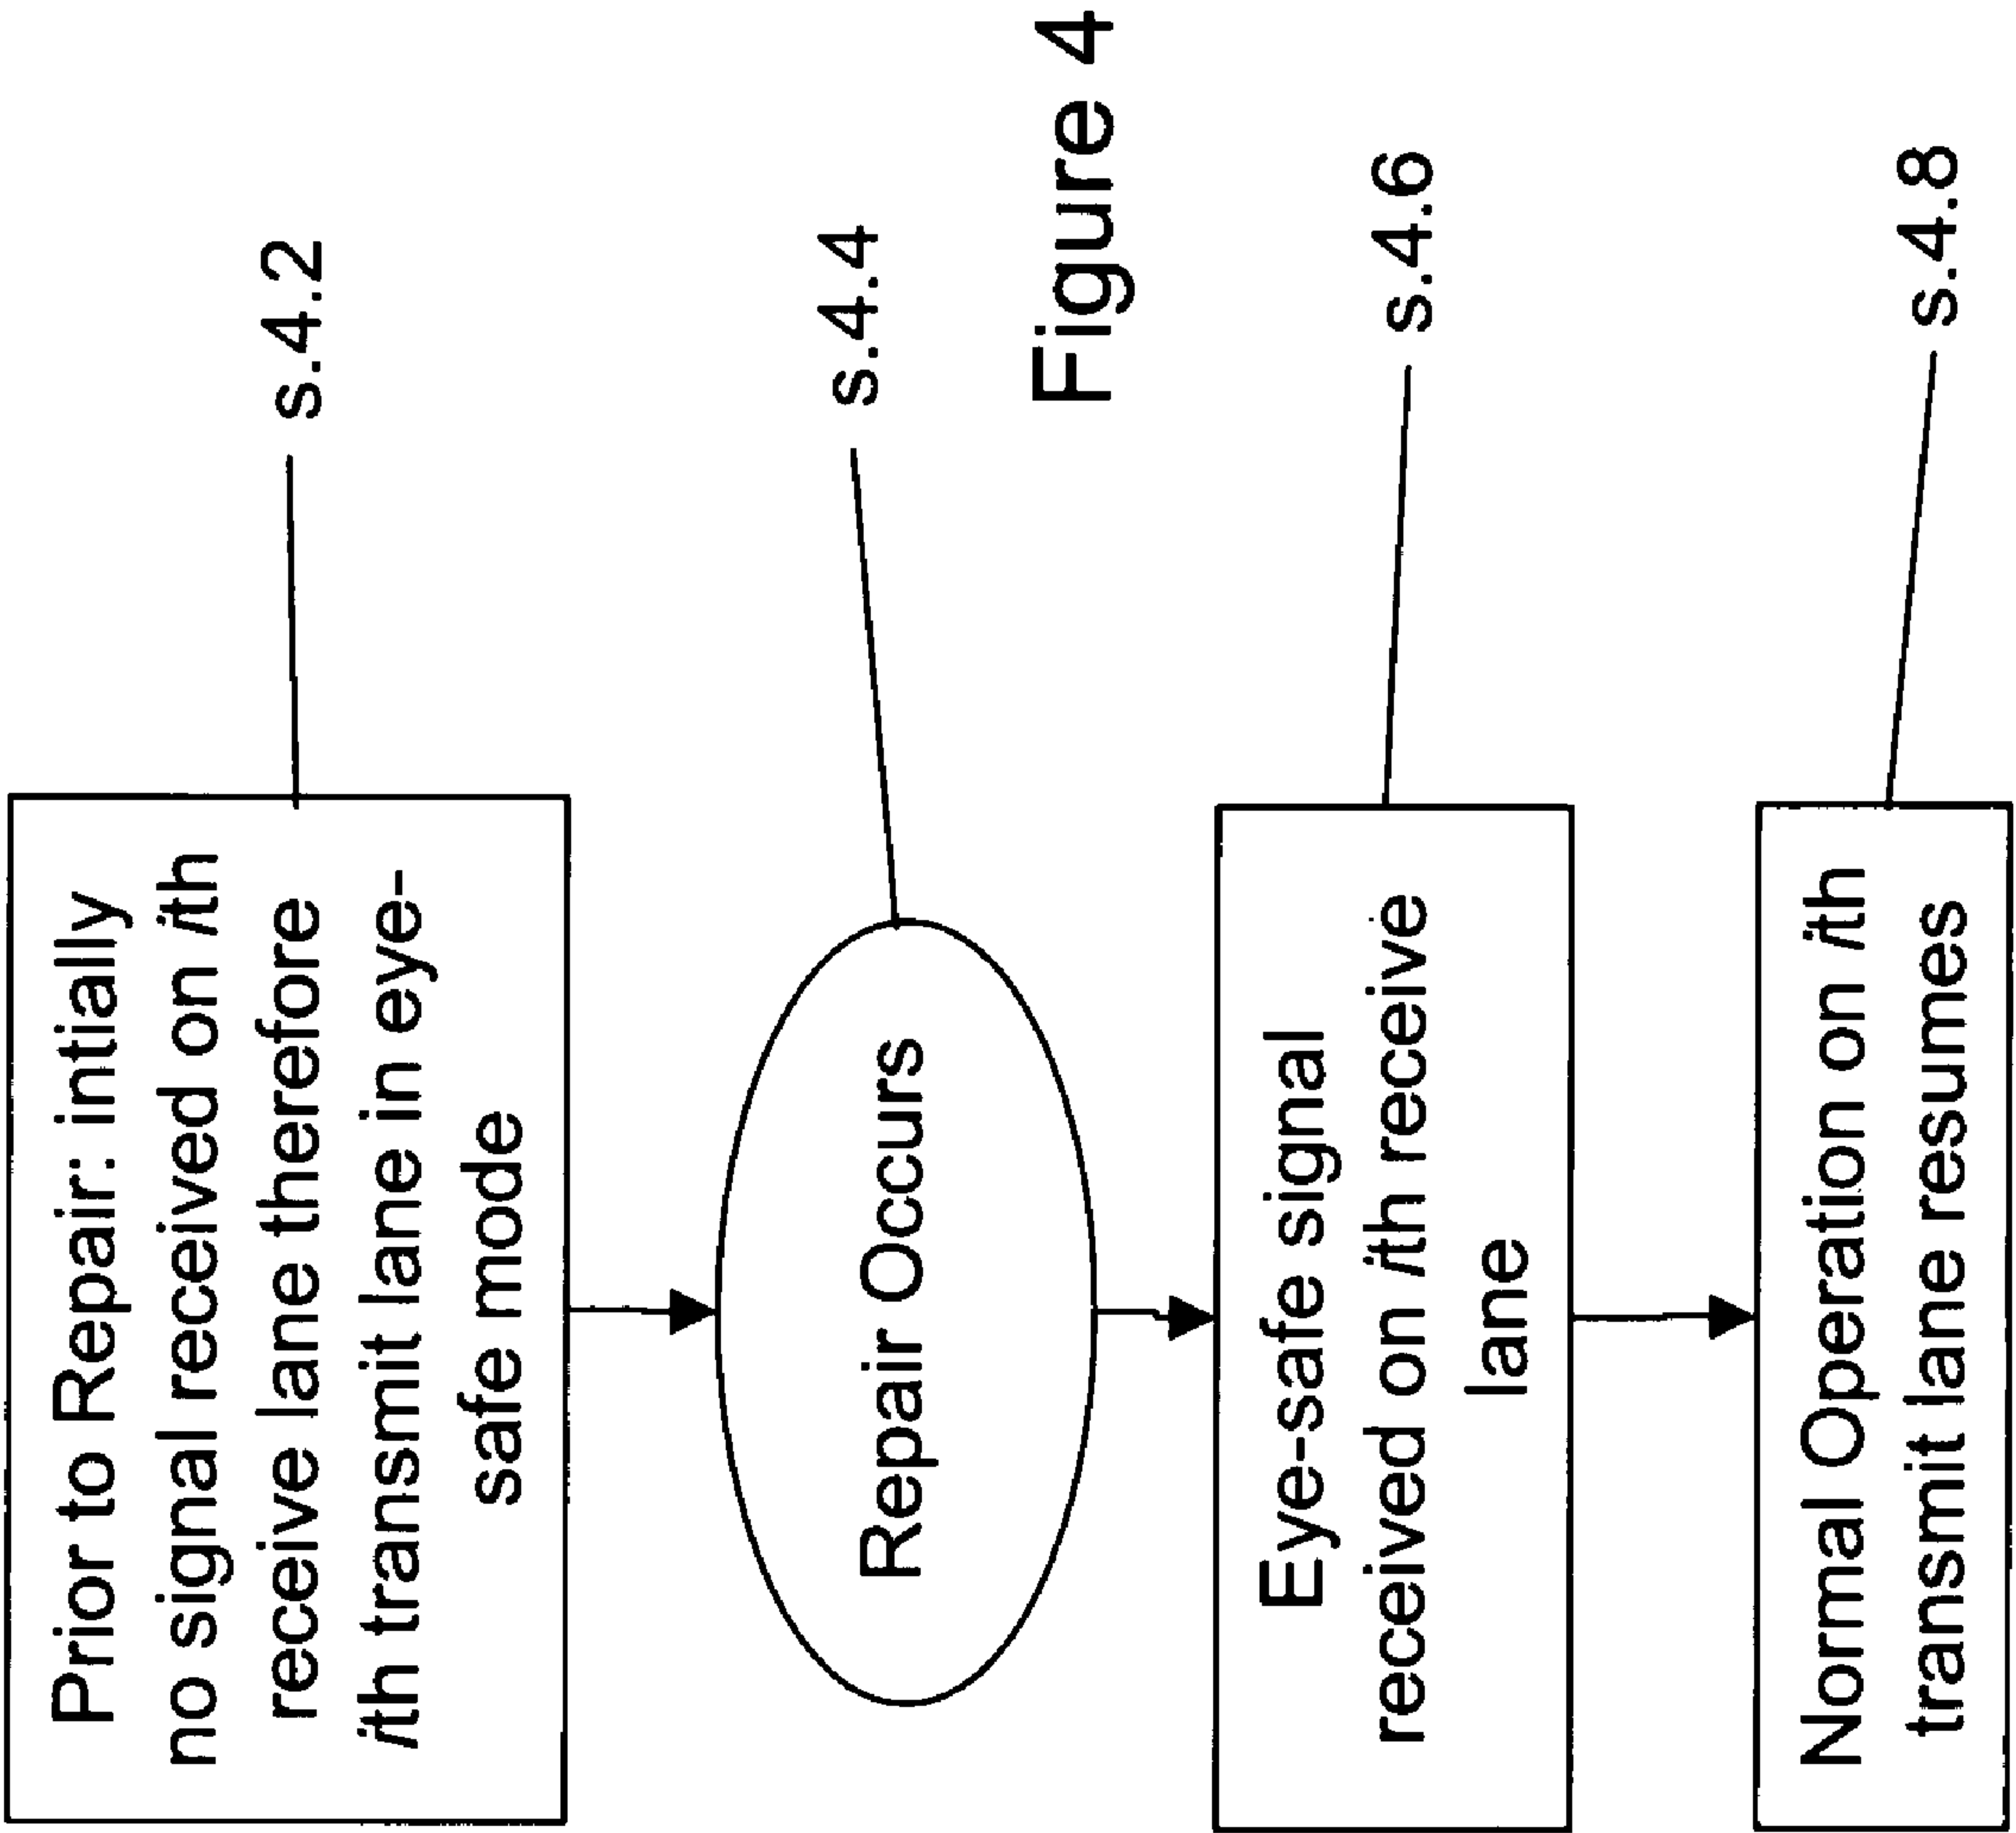 Prior to Repair: intially
no signal received on ith
receive lane therefore
ith transmit lane in eye-
safe mode
s.4.2
Repair Occurs
s.4.4
Eye-safe signal
received on ith receive
lane
s.4.6
Normal Operation on ith
transmit lane resumes
s.4.8
Figure 4